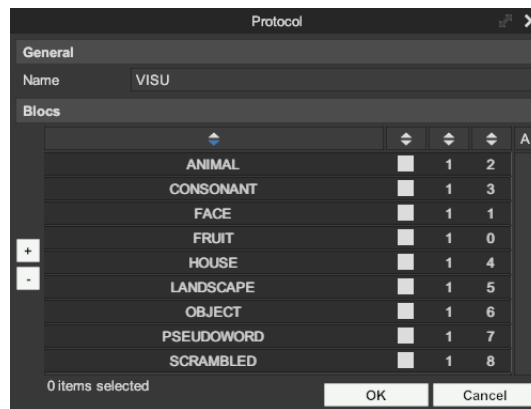 Protocol
General
Name VISU
Blocs
A
ANIMAL 1 2
CONSONANT 1 3
FACE 1 1
FRUIT 1 0
+
HOUSE 1 4
-
LANDSCAPE 1 5
OBJECT 1 6
PSEUDOWORD 1 7
SCRAMBLED 1 8
0 items selected
OK Cancel